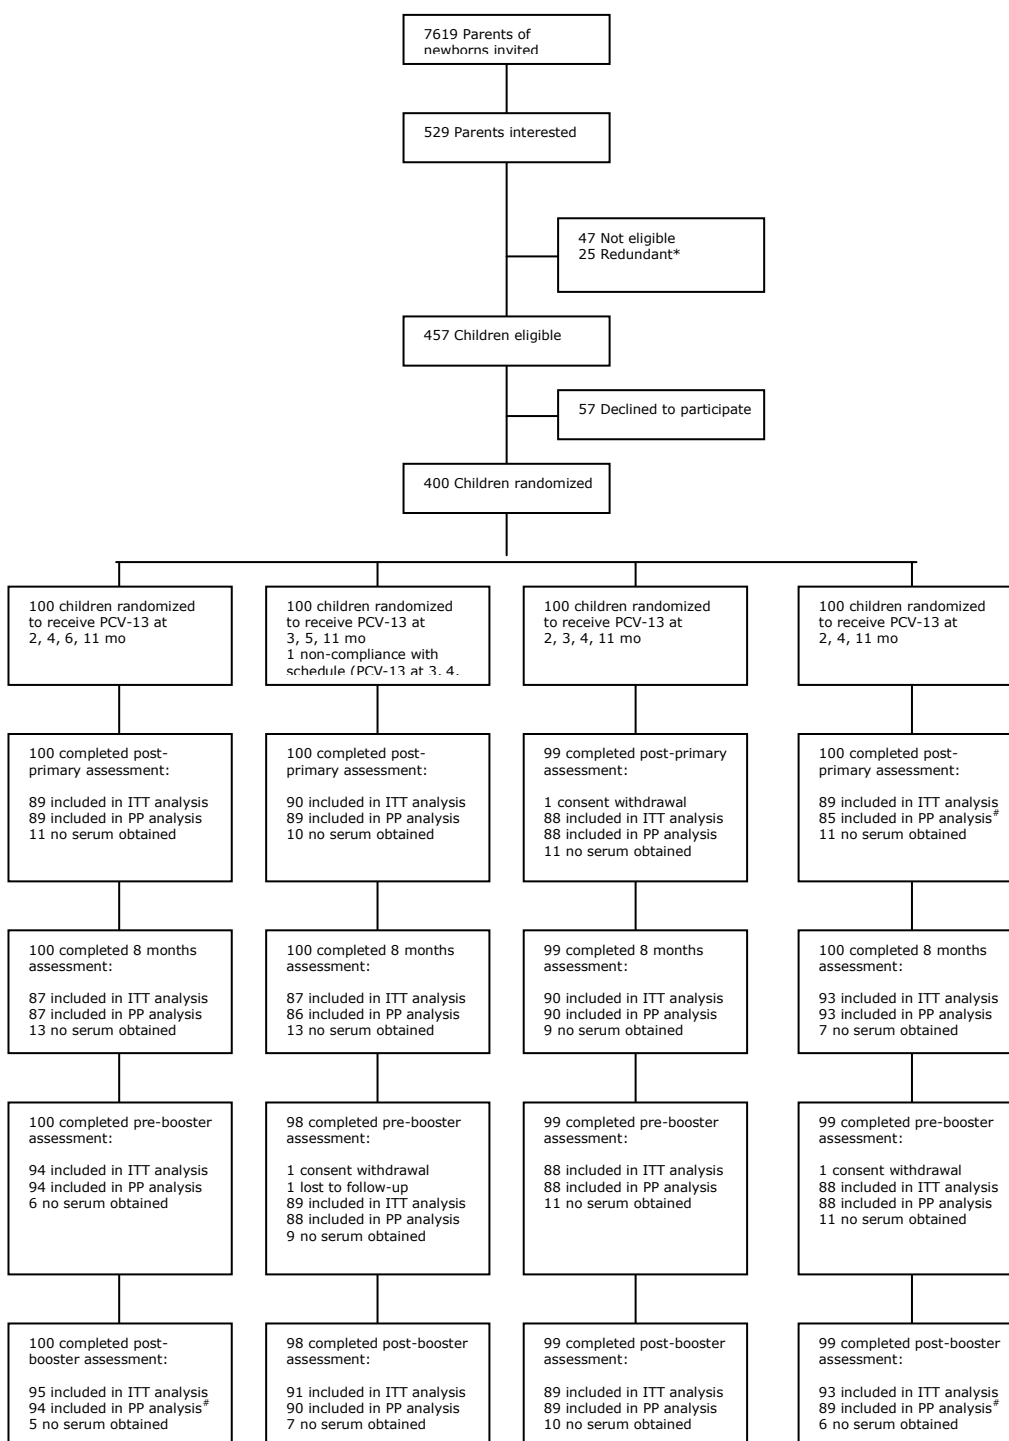 7619 Parents of
newborns invited
529 Parents interested
47 Not eligible
25 Redundant*
457 Children eligible
57 Declined to participate
400 Children randomized
100 children randomized
to receive PCV-13 at
2, 4, 6, 11 mo
100 children randomized
to receive PCV-13 at
3, 5, 11 mo
1 non-compliance with
schedule (PCV-13 at 3, 4,
100 children randomized
to receive PCV-13 at
2, 3, 4, 11 mo
100 children randomized
to receive PCV-13 at
2, 4, 11 mo
100 completed post-
primary assessment:
89 included in ITT analysis
89 included in PP analysis
11 no serum obtained
100 completed post-
primary assessment:
90 included in ITT analysis
89 included in PP analysis
10 no serum obtained
99 completed post-primary
assessment:
1 consent withdrawal
88 included in ITT analysis
88 included in PP analysis
11 no serum obtained
100 completed post-
primary assessment:
89 included in ITT analysis
85 included in PP analysis#
11 no serum obtained
100 completed 8 months
assessment:
87 included in ITT analysis
87 included in PP analysis
13 no serum obtained
100 completed 8 months
assessment:
87 included in ITT analysis
86 included in PP analysis
13 no serum obtained
99 completed 8 months
assessment:
90 included in ITT analysis
90 included in PP analysis
9 no serum obtained
100 completed 8 months
assessment:
93 included in ITT analysis
93 included in PP analysis
7 no serum obtained
100 completed pre-booster
assessment:
94 included in ITT analysis
94 included in PP analysis
6 no serum obtained
98 completed pre-booster
assessment:
1 consent withdrawal
1 lost to follow-up
89 included in ITT analysis
88 included in PP analysis
9 no serum obtained
99 completed pre-booster
assessment:
88 included in ITT analysis
88 included in PP analysis
11 no serum obtained
99 completed pre-booster
assessment:
1 consent withdrawal
88 included in ITT analysis
88 included in PP analysis
11 no serum obtained
100 completed post-
booster assessment:
95 included in ITT analysis
94 included in PP analysis#
5 no serum obtained
98 completed post-booster
assessment:
91 included in ITT analysis
90 included in PP analysis
7 no serum obtained
99 completed post-booster
assessment:
89 included in ITT analysis
89 included in PP analysis
10 no serum obtained
99 completed post-booster
assessment:
93 included in ITT analysis
89 included in PP analysis#
6 no serum obtained